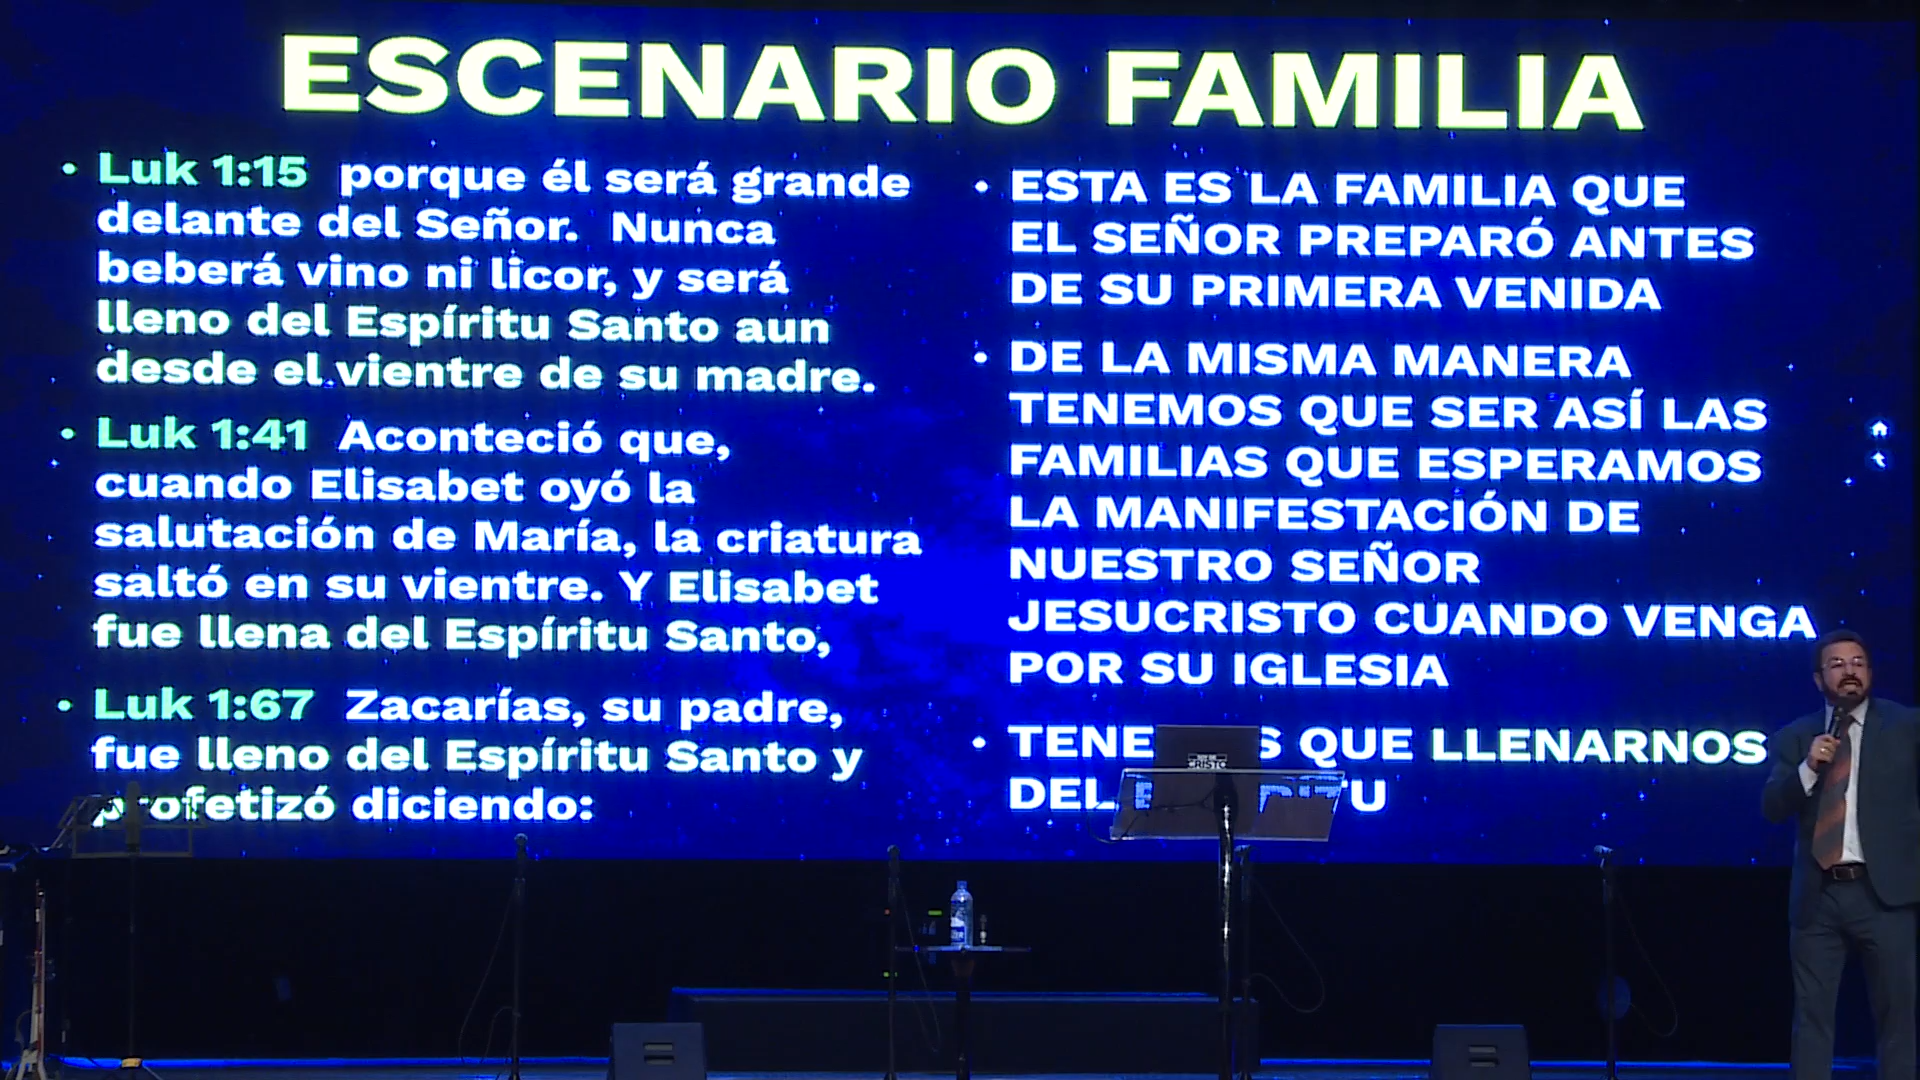 ESCENARIO FAMILIA
• Luk 1:15 porque él será grande
delante del Señor. Nunca
beberá vino ni licor, y será
lleno del Espíritu Santo aun
desde el vientre de su madre.
• Luk 1:41 Aconteció que,
cuando Elisabet oyó la
salutación de María, la criatura
saltó en su vientre. Y Elisabet
fue llena del Espíritu Santo,
• Luk 1:67 Zacarías, su padre,
fue lleno del Espíritu Santo y
profetizó diciendo:
• ESTA ES LA FAMILIA QUE
EL SEÑOR PREPARÓ ANTES
DE SU PRIMERA VENIDA
• DE LA MISMA MANERA
TENEMOS QUE SER ASÍ LAS
FAMILIAS QUE ESPERAMOS
LA MANIFESTACIÓN DE
NUESTRO SEÑOR
JESUCRISTO CUANDO VENGA
POR SU IGLESIA
• TENEMOS QUE LLENARNOS
DEL ESPÍRITU
CRISTO